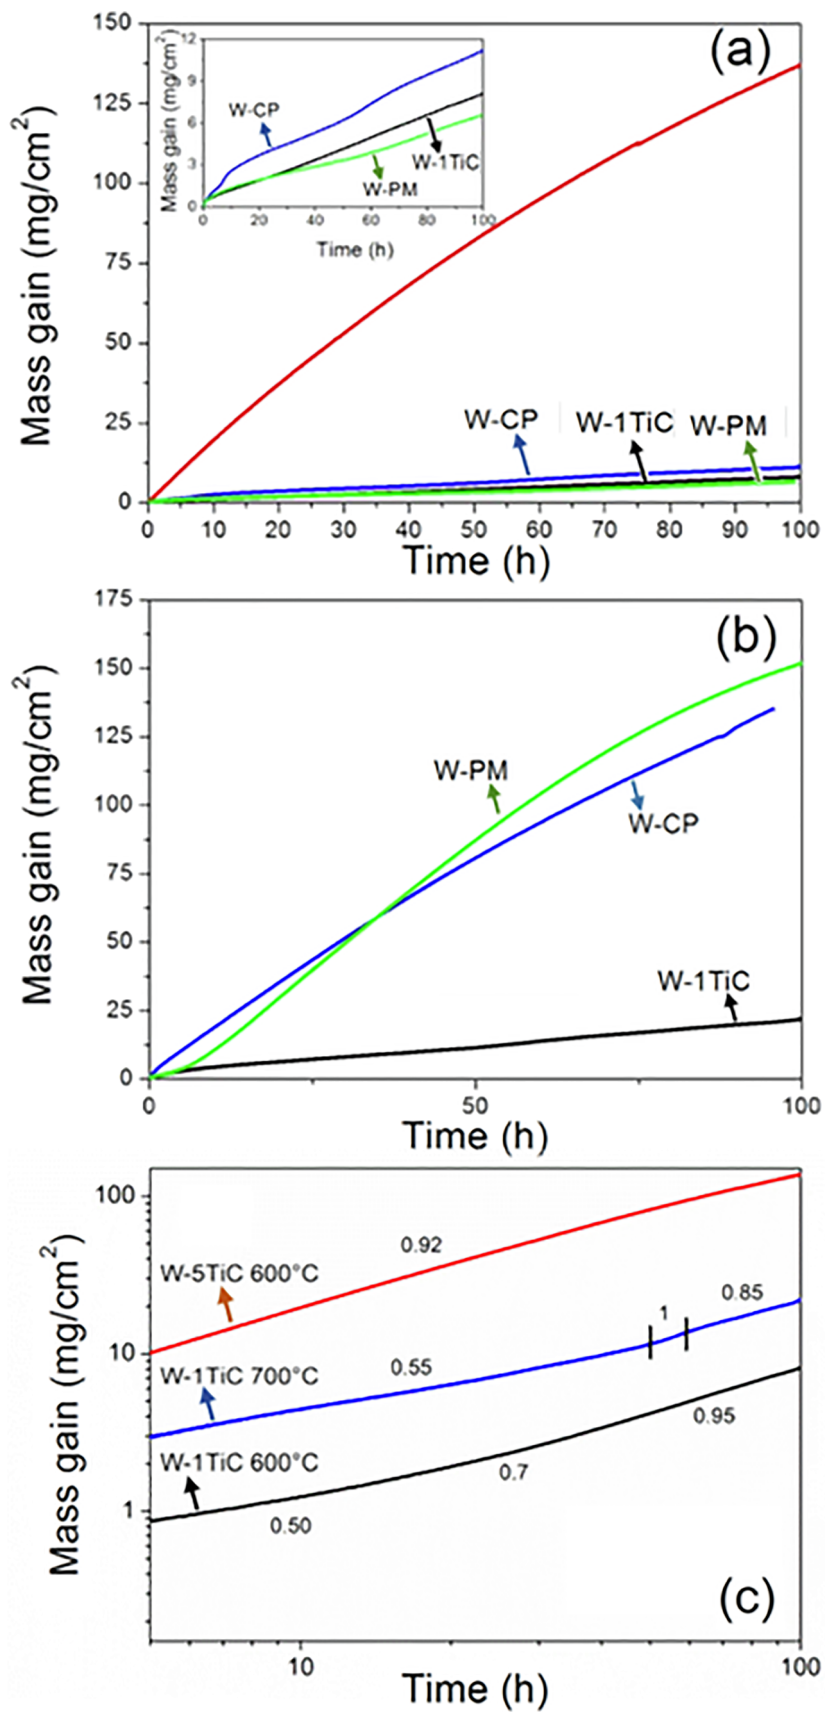 (a)
Mass gain (mg/cm²)
150
125
100
75
50
25
0
Mass gain (mg/cm²)
12
9
6
3
0
W-CP
W-1TiC
W-PM
0 20 40 60 80 100
Time (h)
W-CP W-1TiC W-PM
0 10 20 30 40 50 60 70 80 90 100
Time (h)
(b)
Mass gain (mg/cm²)
175
150
125
100
75
50
25
0
W-PM
W-CP
W-1TiC
0 50 100
Time (h)
Mass gain (mg/cm²)
100
10
1
0.92
W-5TiC 600°C
0.85
1
W-1TiC 700°C
0.55
0.95
W-1TiC 600°C
0.7
0.50
(c)
10 100
Time (h)